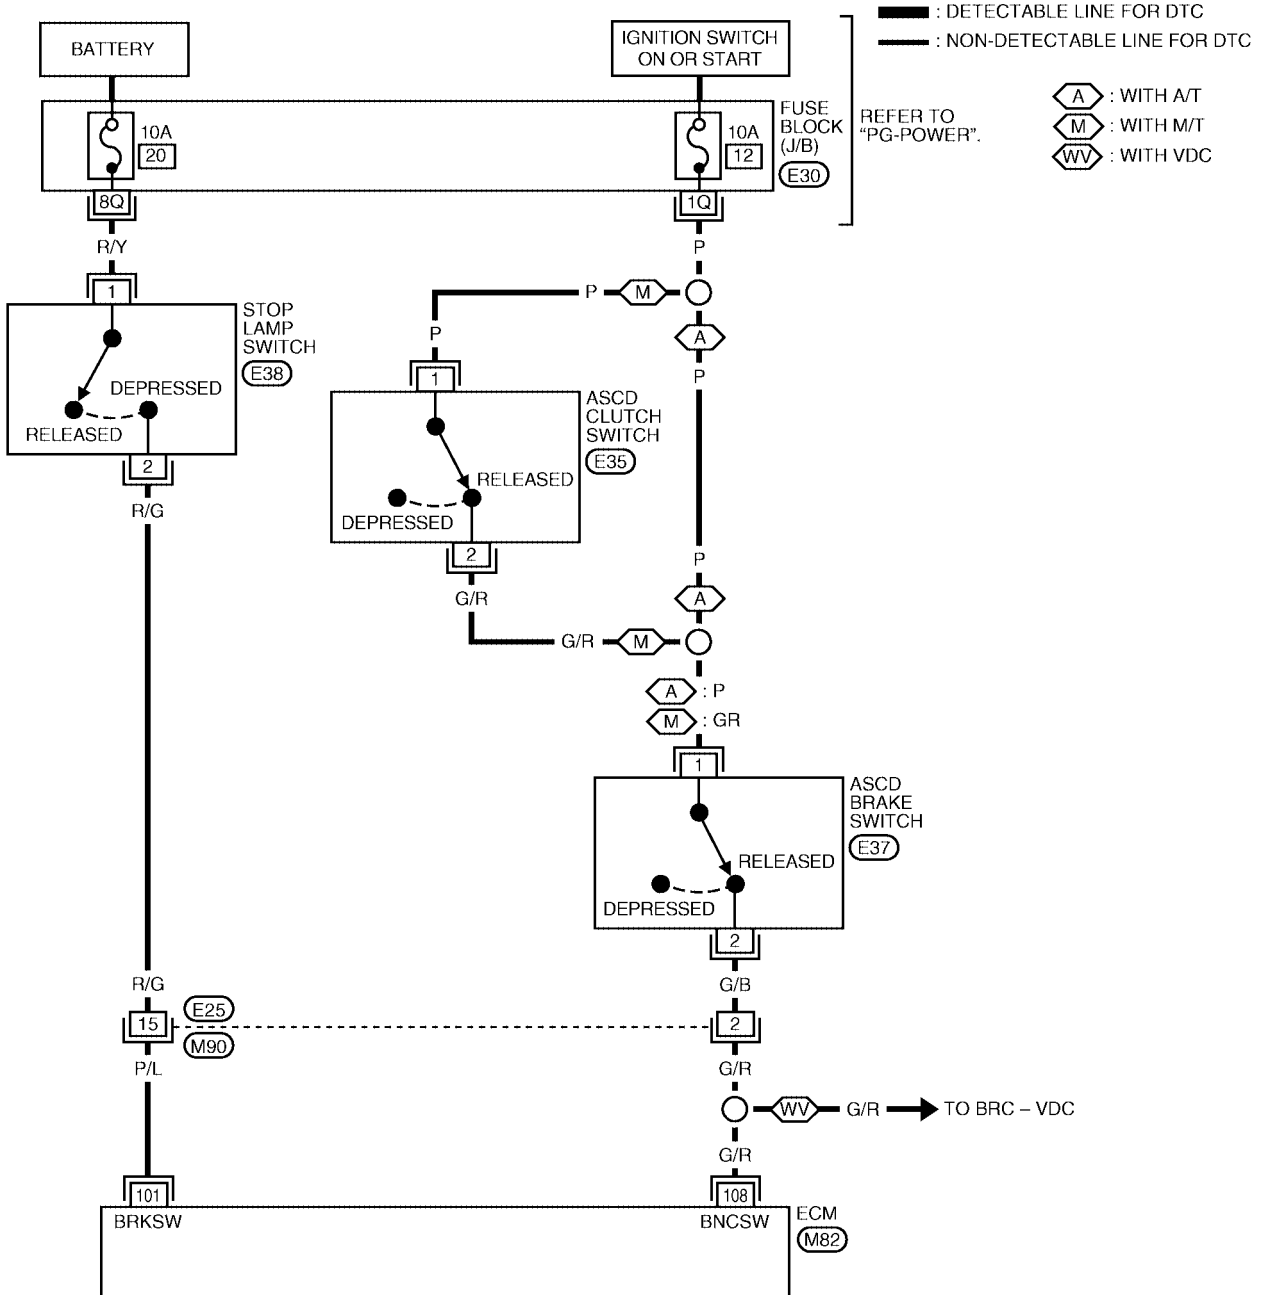 : DETECTABLE LINE FOR DTC
: NON-DETECTABLE LINE FOR DTC
A : WITH A/T
M : WITH M/T
WV : WITH VDC
BATTERY
IGNITION SWITCH
ON OR START
10A
20
10A
12
FUSE
BLOCK
(J/B)
E30
REFER TO
"PG-POWER".
8Q
1Q
R/Y
P
1
P
M
P
A
P
STOP
LAMP
SWITCH
E38
DEPRESSED
RELEASED
2
R/G
1
ASCD
CLUTCH
SWITCH
E35
RELEASED
DEPRESSED
2
G/R
P
A
G/R
M
A : P
M : GR
1
ASCD
BRAKE
SWITCH
E37
RELEASED
DEPRESSED
2
R/G
G/B
15
E25
M90
2
P/L
G/R
WV
G/R
TO BRC – VDC
G/R
101
108
BRKSW
BNCSW
ECM
M82